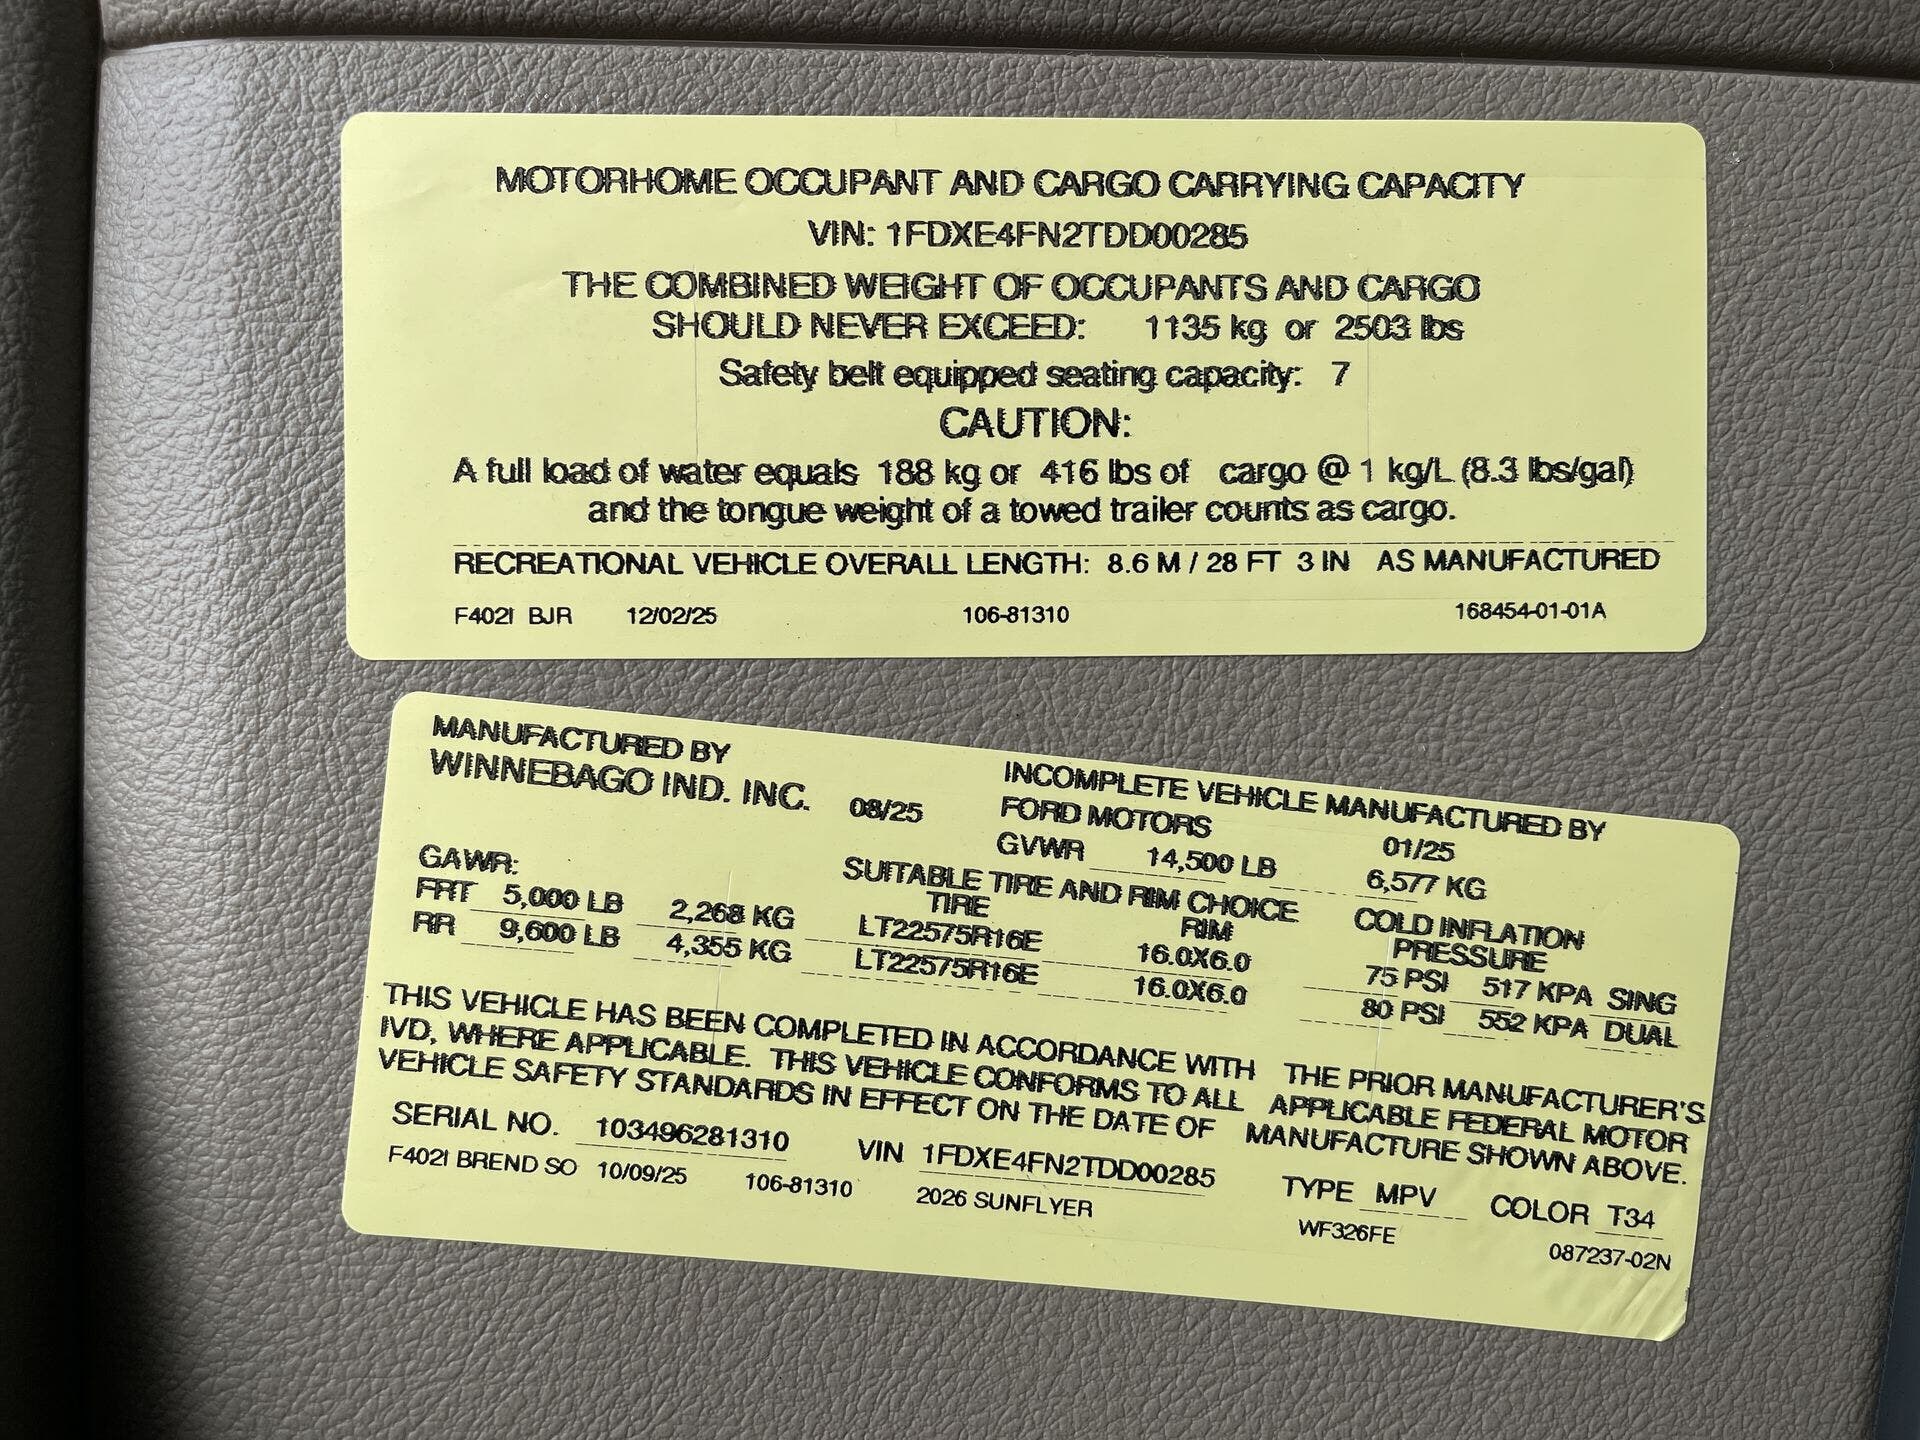 MOTORHOME OCCUPANT AND CARGO CARRYING CAPACITY
VIN: 1FDXE4FN2TDD00285
THE COMBINED WEIGHT OF OCCUPANTS AND CARGO
SHOULD NEVER EXCEED: 1135 kg or 2503 lbs
Safety belt equipped seating capacity: 7
CAUTION:
A full load of water equals 188 kg or 416 lbs of cargo @ 1 kg/L (8.3 lbs/gal)
and the tongue weight of a towed trailer counts as cargo.
RECREATIONAL VEHICLE OVERALL LENGTH: 8.6 M / 28 FT 3 IN AS MANUFACTURED
F402I BJR 12/02/25 106-81310 168454-01-01A
MANUFACTURED BY
WINNEBAGO IND. INC. 08/25
INCOMPLETE VEHICLE MANUFACTURED BY
FORD MOTORS 01/25
GVWR 14,500 LB 6,577 KG
GAWR: SUITABLE TIRE AND RIM CHOICE COLD INFLATION
TIRE RIM PRESSURE
FRT 5,000 LB 2,268 KG LT22575R16E 16.0X6.0 75 PSI 517 KPA SING
RR 9,600 LB 4,355 KG LT22575R16E 16.0X6.0 80 PSI 552 KPA DUAL
THIS VEHICLE HAS BEEN COMPLETED IN ACCORDANCE WITH THE PRIOR MANUFACTURER'S
IVD, WHERE APPLICABLE. THIS VEHICLE CONFORMS TO ALL APPLICABLE FEDERAL MOTOR
VEHICLE SAFETY STANDARDS IN EFFECT ON THE DATE OF MANUFACTURE SHOWN ABOVE.
SERIAL NO. 103496281310 VIN 1FDXE4FN2TDD00285 TYPE MPV COLOR T34
F402I BREND SO 10/09/25 106-81310 2026 SUNFLYER WF326FE 087237-02N